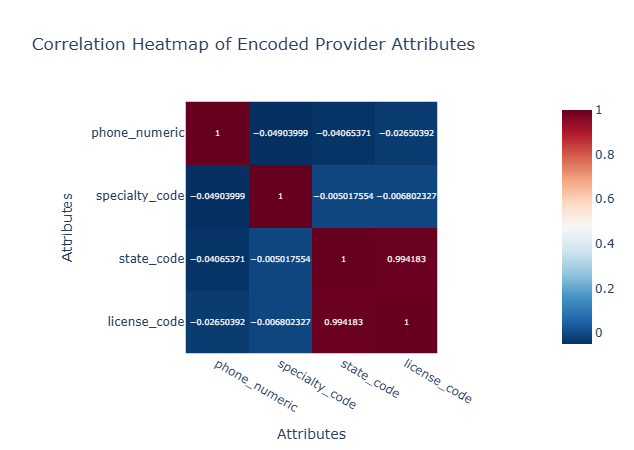 Correlation Heatmap of Encoded Provider Attributes
phone_numeric 1 −0.04903999 −0.04065371 −0.02650392
specialty_code −0.04903999 1 −0.005017554 −0.006802327
state_code −0.04065371 −0.005017554 1 0.994183
license_code −0.02650392 −0.006802327 0.994183 1
phone_numeric specialty_code state_code license_code
Attributes
Attributes
1
0.8
0.6
0.4
0.2
0